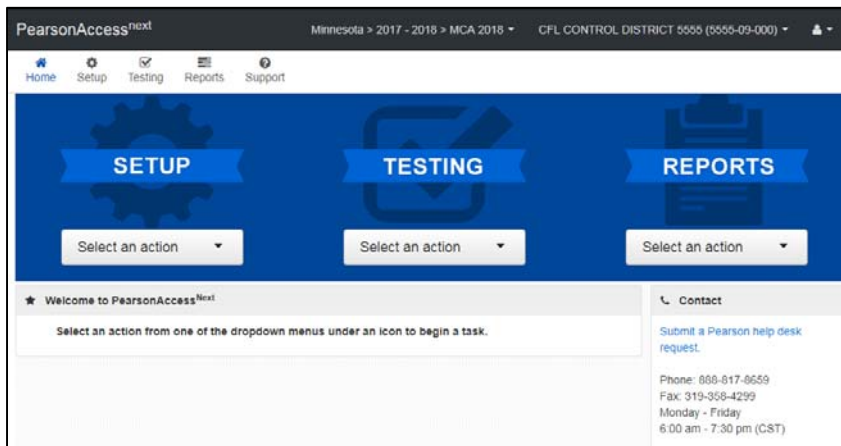 PearsonAccessnext
Minnesota > 2017 - 2018 > MCA 2018
CFL CONTROL DISTRICT 5555 (5555-09-000)
Home
Setup
Testing
Reports
Support
SETUP
TESTING
REPORTS
Select an action
Select an action
Select an action
Welcome to PearsonAccessNext
Select an action from one of the dropdown menus under an icon to begin a task.
Contact
Submit a Pearson help desk
request.
Phone: 888-817-8659
Fax: 319-358-4299
Monday - Friday
6:00 am - 7:30 pm (CST)